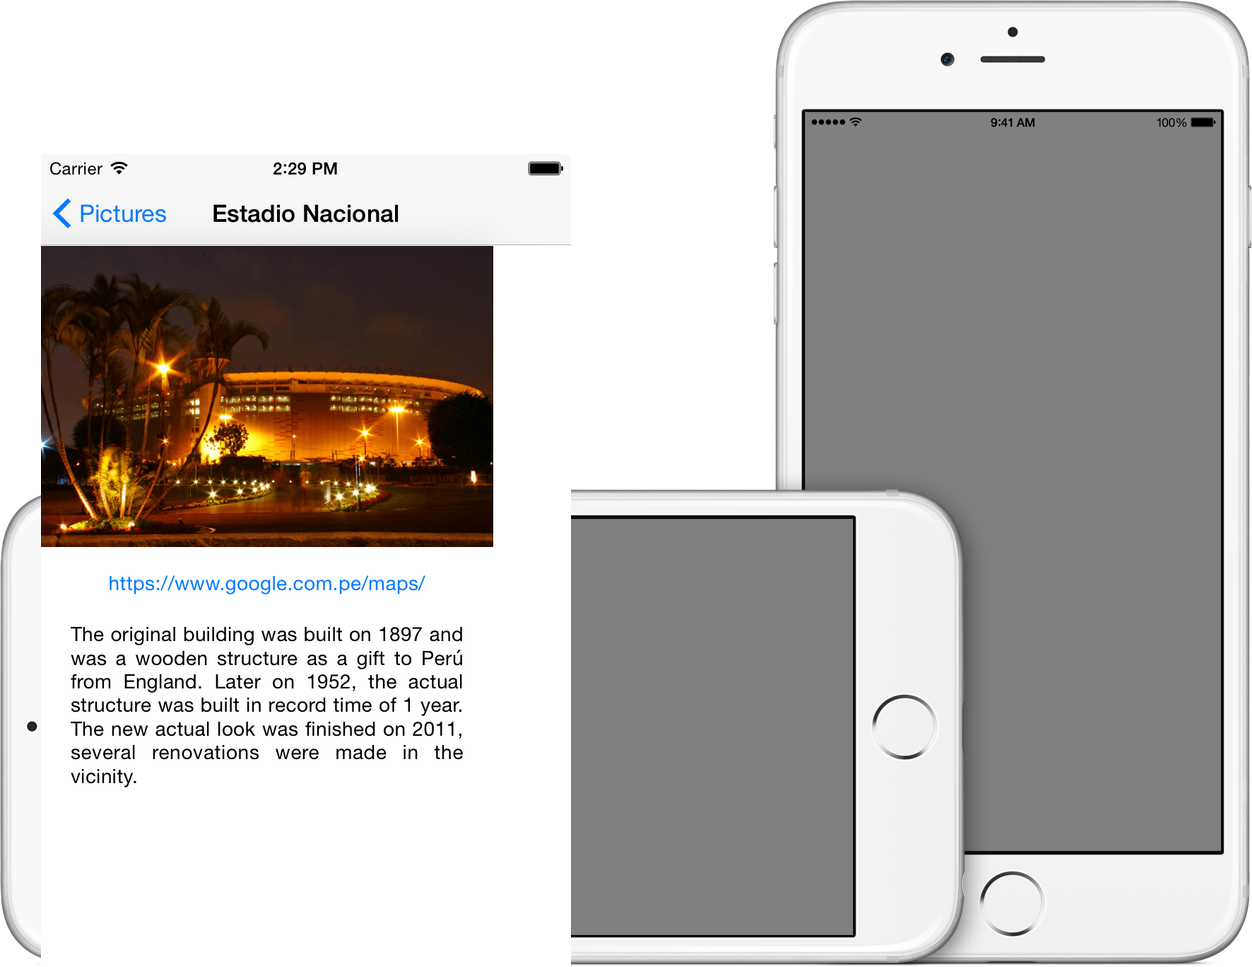 Carrier 2:29 PM
Pictures Estadio Nacional
https://www.google.com.pe/maps/
The original building was built on 1897 and
was a wooden structure as a gift to Perú
from England. Later on 1952, the actual
structure was built in record time of 1 year.
The new actual look was finished on 2011,
several renovations were made in the
vicinity.
9:41 AM 100%